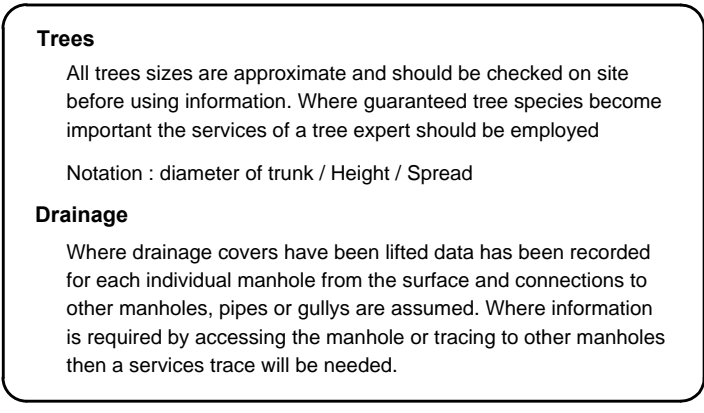 Trees
All trees sizes are approximate and should be checked on site
before using information. Where guaranteed tree species become
important the services of a tree expert should be employed
Notation : diameter of trunk / Height / Spread
Drainage
Where drainage covers have been lifted data has been recorded
for each individual manhole from the surface and connections to
other manholes, pipes or gullys are assumed. Where information
is required by accessing the manhole or tracing to other manholes
then a services trace will be needed.